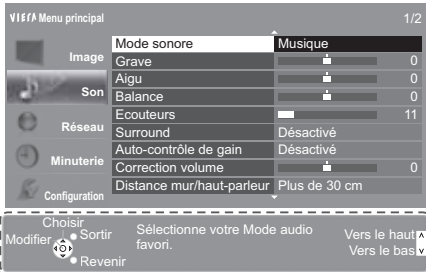 VIERA Menu principal 1/2
Image
Son
Réseau
Minuterie
Configuration
Mode sonore Musique
Grave 0
Aigu 0
Balance 0
Ecouteurs 11
Surround Désactivé
Auto-contrôle de gain Désactivé
Correction volume 0
Distance mur/haut-parleur Plus de 30 cm
Choisir
Modifier
Sortir
Revenir
Sélectionne votre Mode audio
favori.
Vers le haut
Vers le bas